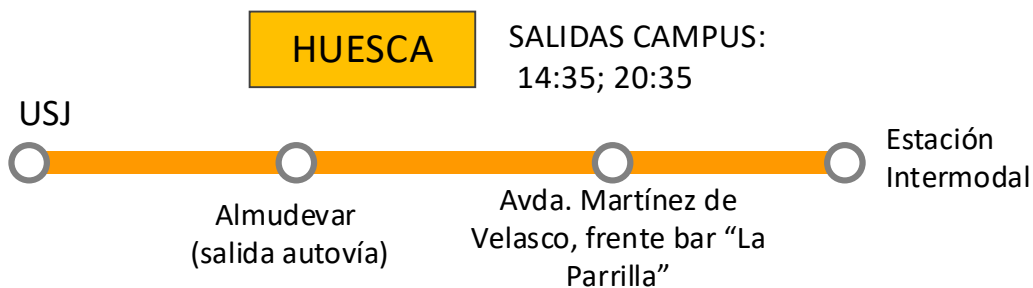 HUESCA
SALIDAS CAMPUS:
14:35; 20:35
USJ
Almudevar
(salida autovía)
Avda. Martínez de
Velasco, frente bar “La
Parrilla”
Estación
Intermodal